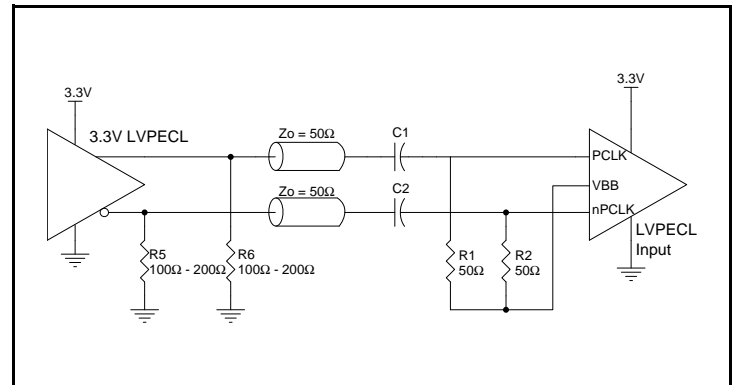 3.3V
3.3V
3.3V LVPECL
Zo = 50Ω
C1
PCLK
VBB
Zo = 50Ω
C2
nPCLK
LVPECL
Input
R5
100Ω - 200Ω
R6
100Ω - 200Ω
R1
50Ω
R2
50Ω